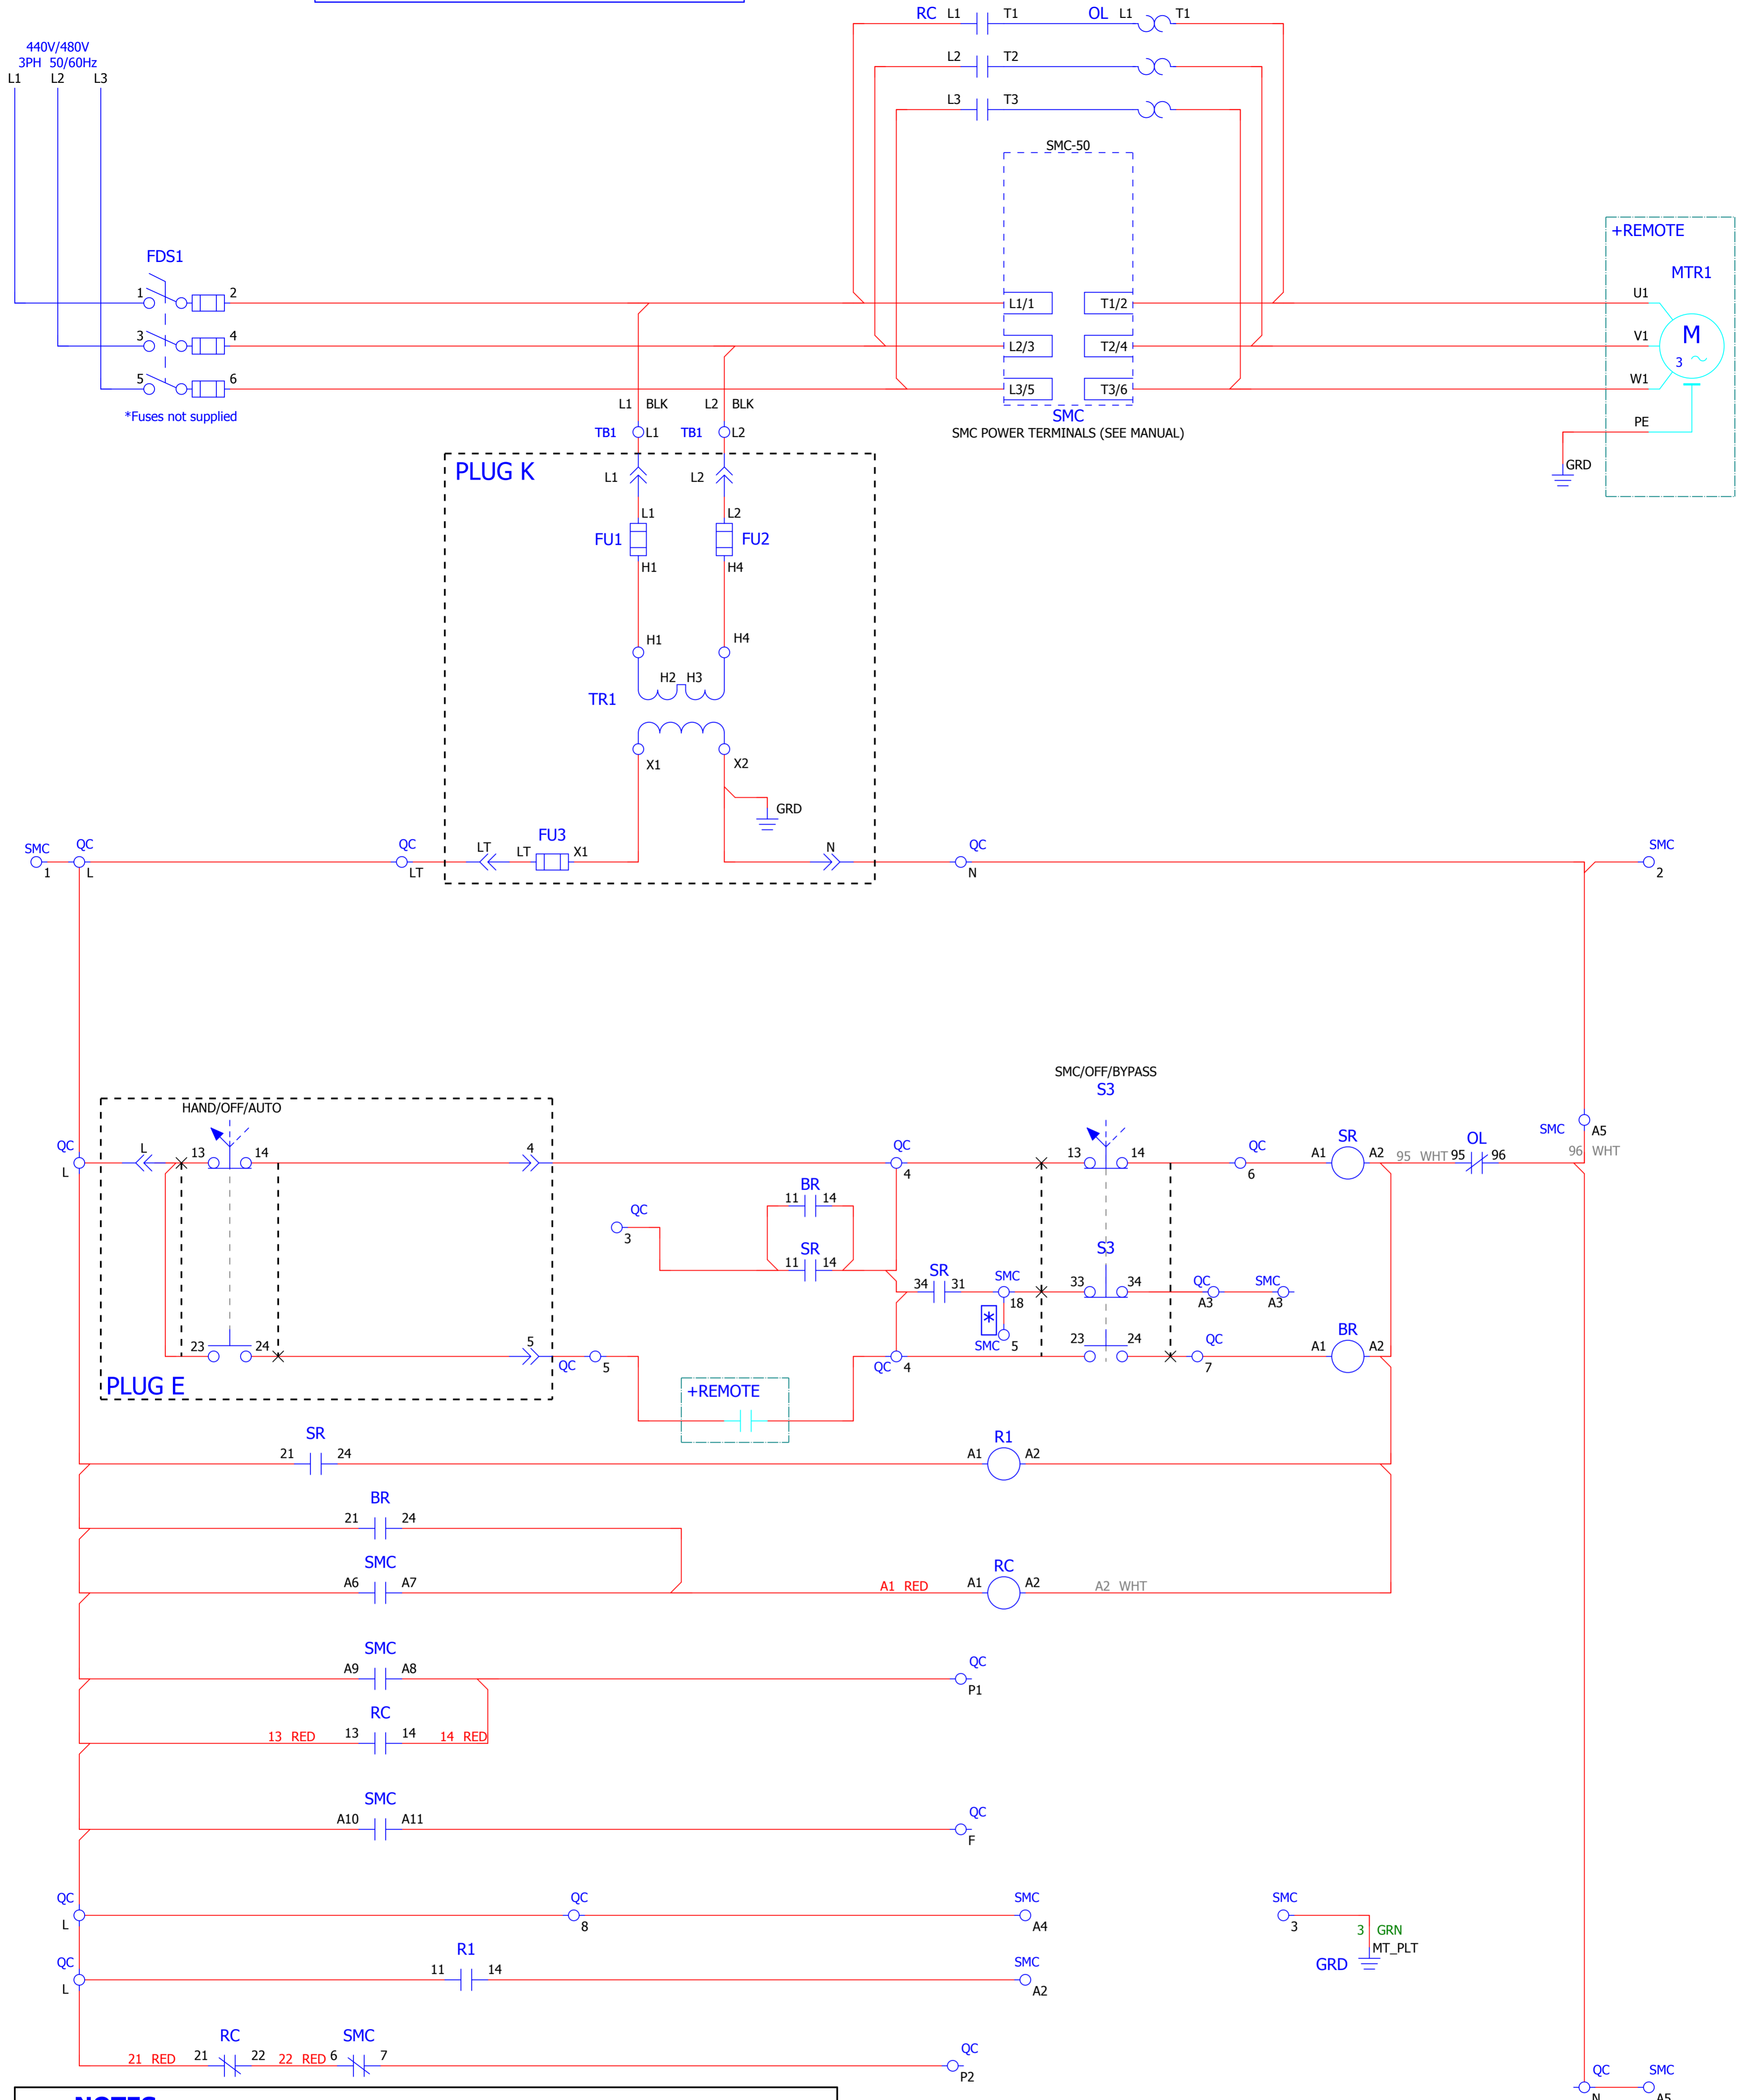 RC L1 T1 OL L1 T1
440V/480V
3PH 50/60Hz
L1 L2 L3
L2 T2
L3 T3
SMC-50
+REMOTE
MTR1
FDS1
1 2
L1/1 T1/2
U1
3 4
L2/3 T2/4
V1
M
3
5 6
L3/5 T3/6
W1
*Fuses not supplied
L1 BLK L2 BLK
SMC
SMC POWER TERMINALS (SEE MANUAL)
PE
TB1 L1 TB1 L2
GRD
PLUG K
L1 L2
L1 L2
FU1 FU2
H1 H4
H1 H4
H2 H3
TR1
X1 X2
GRD
SMC QC QC
LT LT FU3 X1
N QC
SMC
1 L LT
N
2
SMC/OFF/BYPASS
S3
HAND/OFF/AUTO
QC L 13 14 4
QC
13 14
QC
SR
A1 A2
95 WHT 95 OL 96
SMC A5
96 WHT
L
4
6
BR
11 14
QC
3
SR
11 14
S3
SR
34 31
SMC
18
33 34
QC
A3
SMC
A3
*
SMC 5
23 24
5
QC 5
QC 4
23 24
QC
7
BR
A1 A2
PLUG E
+REMOTE
SR
21 24
R1
A1 A2
BR
21 24
SMC
A6 A7
A1 RED
RC
A1 A2
A2 WHT
SMC
A9 A8
QC
P1
RC
13 RED 13 14 14 RED
SMC
A10 A11
QC
F
QC
L
QC
8
SMC
A4
SMC
3
3 GRN
MT_PLT
GRD
QC
L
R1
11 14
SMC
A2
RC SMC
21 RED 21 22 22 RED 6 7
QC
P2
QC SMC
N A5
NOTES